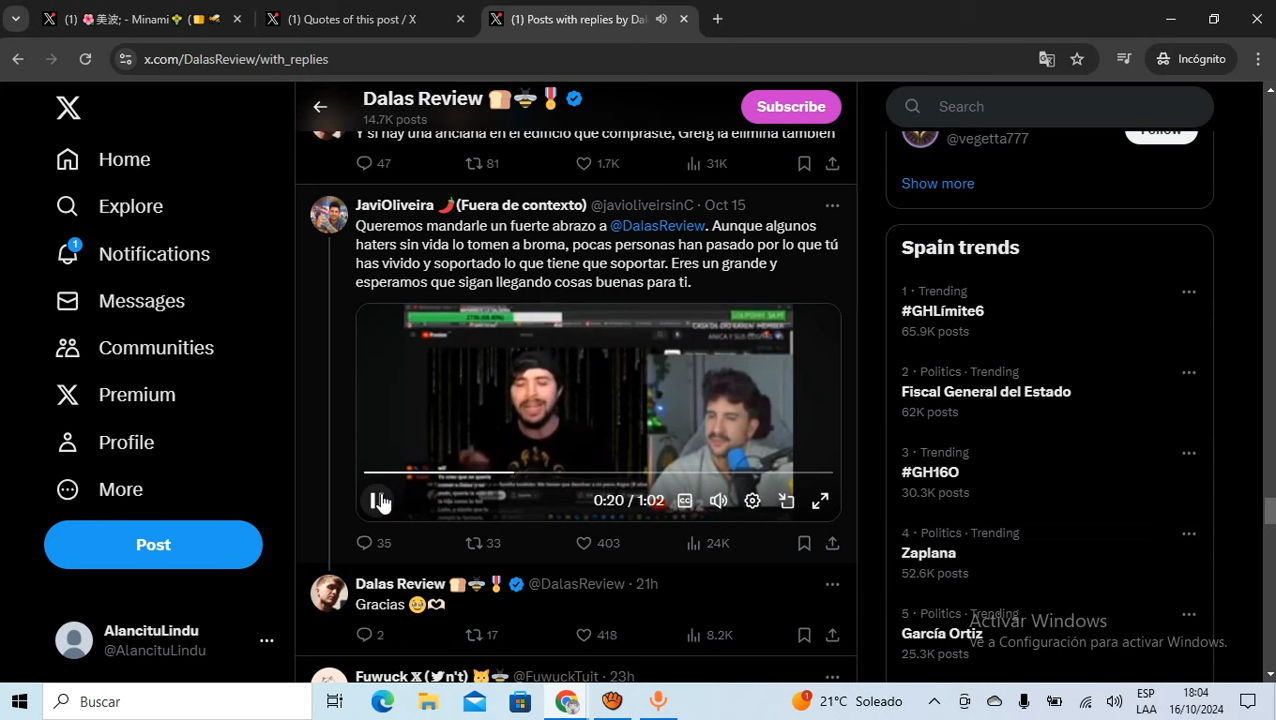 (1) 🌸美波🌸 - Minami🌻 (🍞🐝
(1) Quotes of this post / X
(1) Posts with replies by Da
x.com/DalasReview/with_replies
Incógnito
Dalas Review 🍞🐝🎖️
14.7K posts
Subscribe
Search
Home
Explore
1
Notifications
Messages
Communities
Premium
Profile
More
Post
AlancituLindu
@AlancituLindu
Y si hay una anciana en el edificio que compraste, Grefg la elimina también
47 81 1.7K 31K
JaviOliveira 🌶️(Fuera de contexto) @javioliveirsinC · Oct 15
Queremos mandarle un fuerte abrazo a @DalasReview. Aunque algunos
haters sin vida lo tomen a broma, pocas personas han pasado por lo que tú
has vivido y soportado lo que tiene que soportar. Eres un grande y
esperamos que sigan llegando cosas buenas para ti.
0:20 / 1:02
35 33 403 24K
Dalas Review 🍞🐝🎖️ @DalasReview · 21h
Gracias 🥹🫶
2 17 418 8.2K
Fuwuck 𝕏 (🐦n't) 🐱🐝 @FuwuckTuit · 23h
@vegetta777
Follow
Show more
Spain trends
1 · Trending
#GHLímite6
65.9K posts
2 · Politics · Trending
Fiscal General del Estado
62K posts
3 · Trending
#GH16O
30.3K posts
4 · Politics · Trending
Zaplana
52.6K posts
5 · Politics · Trending
García Ortiz
25.3K posts
Activar Windows
Ve a Configuración para activar Windows.
Buscar
1
21°C Soleado
ESP
LAA
18:04
16/10/2024